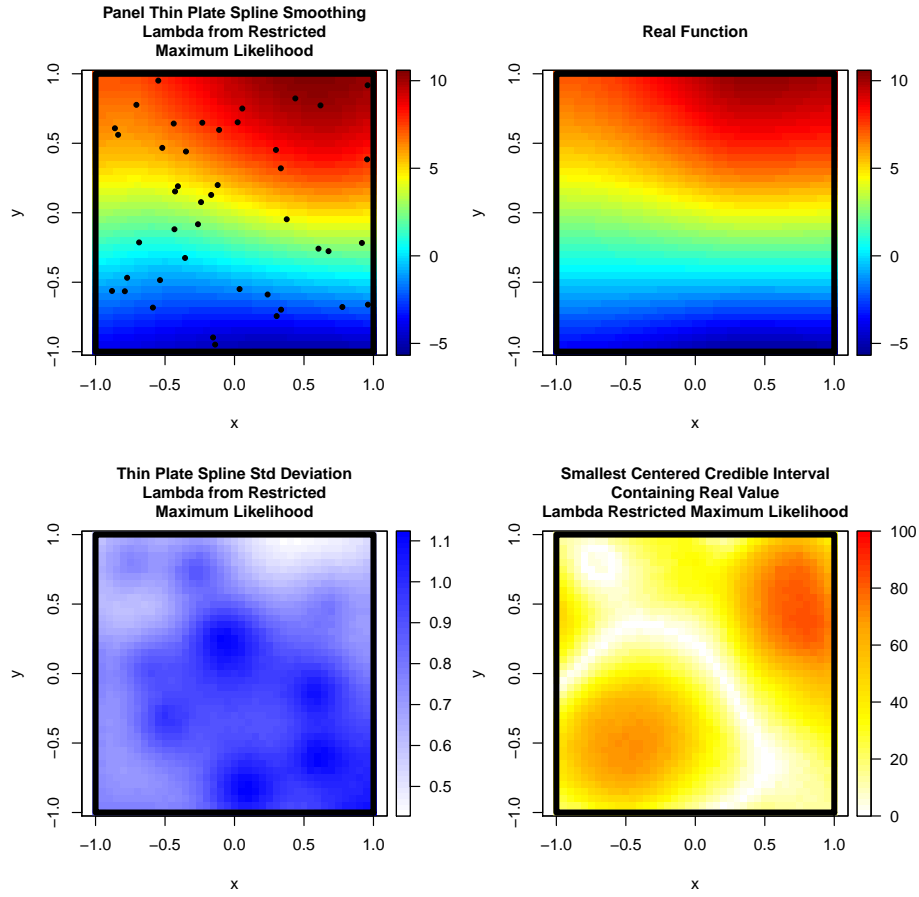 Panel Thin Plate Spline Smoothing
Lambda from Restricted
Maximum Likelihood
1.0
0.5
0.0
−0.5
−1.0
y
−1.0 −0.5 0.0 0.5 1.0
x
10
5
0
−5
Real Function
1.0
0.5
0.0
−0.5
−1.0
y
−1.0 −0.5 0.0 0.5 1.0
x
10
5
0
−5
Thin Plate Spline Std Deviation
Lambda from Restricted
Maximum Likelihood
1.0
0.5
0.0
−0.5
−1.0
y
−1.0 −0.5 0.0 0.5 1.0
x
1.1
1.0
0.9
0.8
0.7
0.6
0.5
Smallest Centered Credible Interval
Containing Real Value
Lambda Restricted Maximum Likelihood
1.0
0.5
0.0
−0.5
−1.0
y
−1.0 −0.5 0.0 0.5 1.0
x
100
80
60
40
20
0